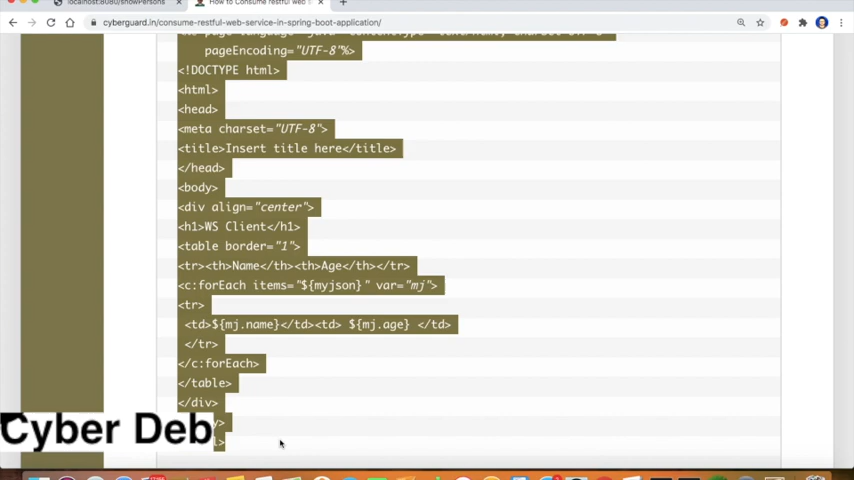 localhost:8080/showPersons
How to Consume restful web s
cyberguard.in/consume-restful-web-service-in-spring-boot-application/
pageEncoding="UTF-8"%>
<!DOCTYPE html>
<html>
<head>
<meta charset="UTF-8">
<title>Insert title here</title>
</head>
<body>
<div align="center">
<h1>WS Client</h1>
<table border="1">
<tr><th>Name</th><th>Age</th></tr>
<c:forEach items="${myjson}" var="mj">
<tr>
<td>${mj.name}</td><td> ${mj.age} </td>
</tr>
</c:forEach>
</table>
</div>
Cyber Deb